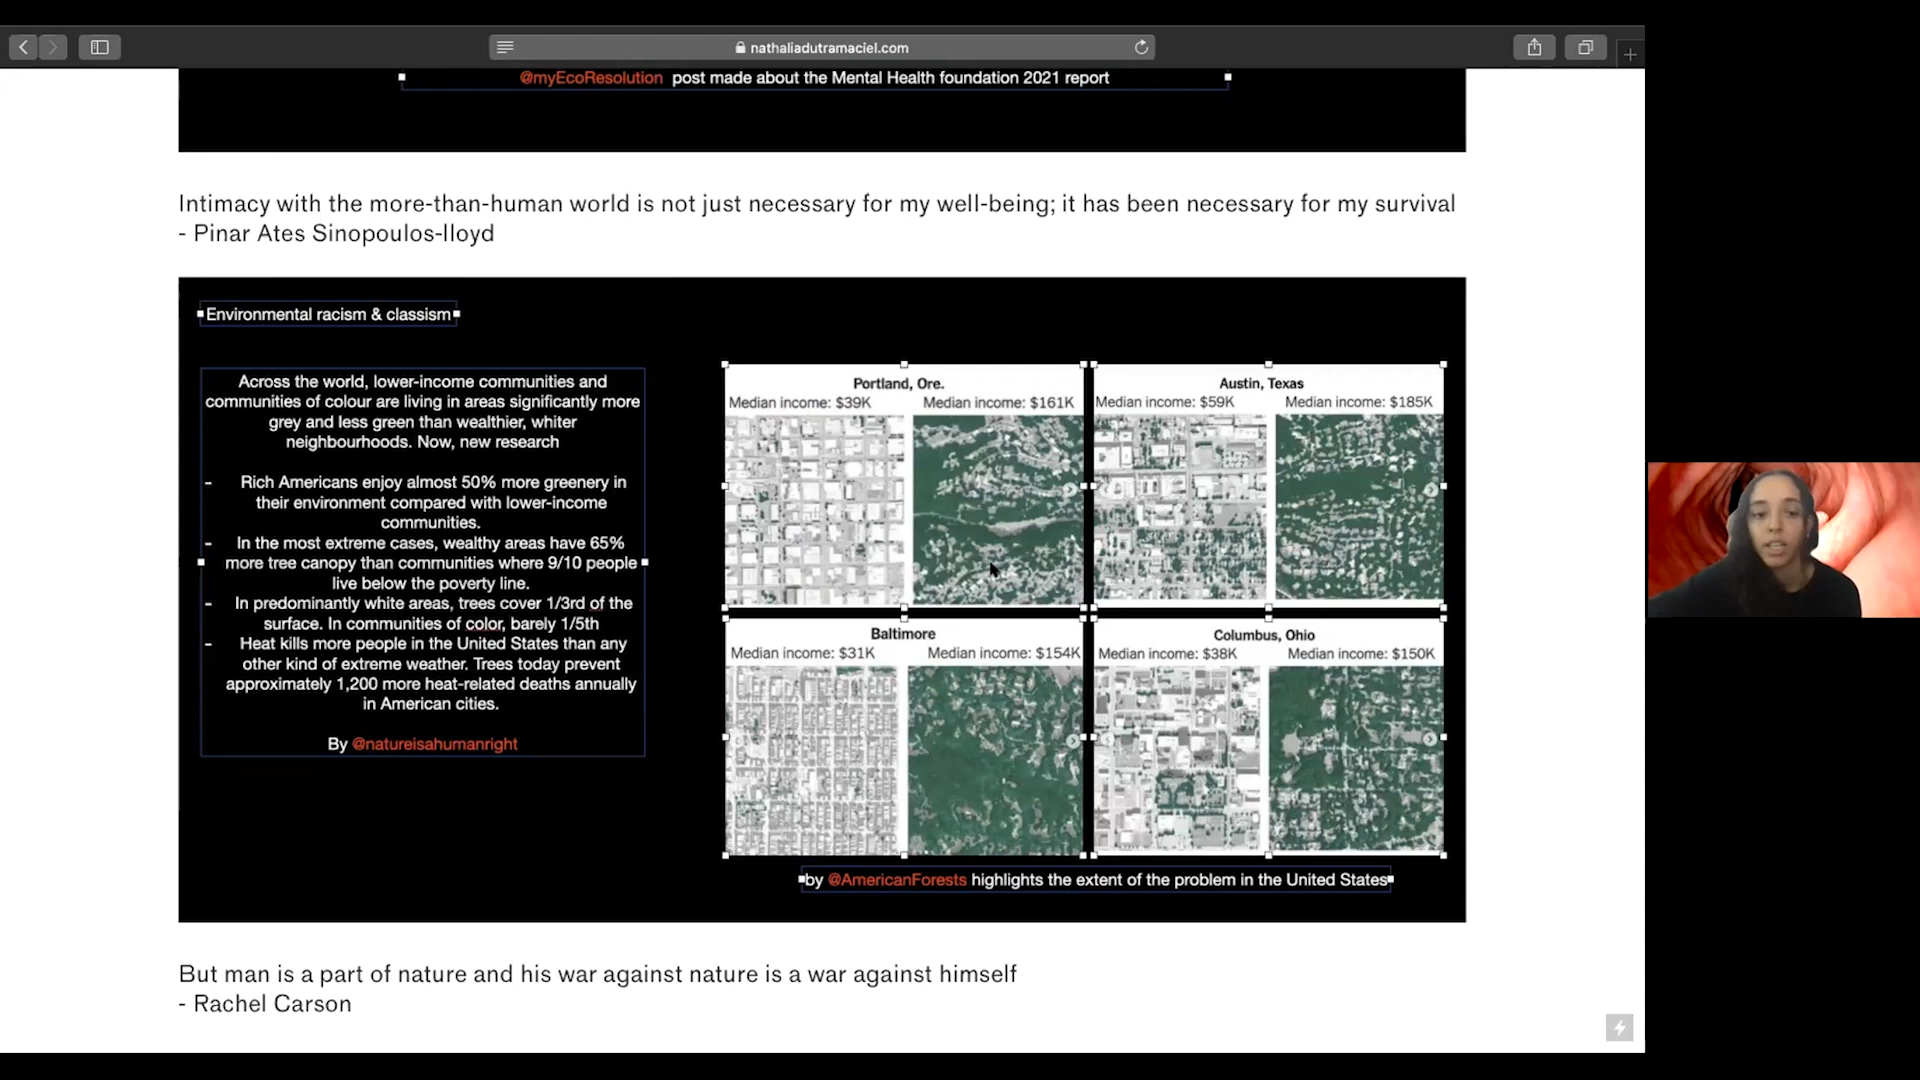 nathaliadutramaciel.com
@myEcoResolution post made about the Mental Health foundation 2021 report
Intimacy with the more-than-human world is not just necessary for my well-being; it has been necessary for my survival
- Pinar Ates Sinopoulos-lloyd
Environmental racism & classism
Across the world, lower-income communities and
communities of colour are living in areas significantly more
grey and less green than wealthier, whiter
neighbourhoods. Now, new research
- Rich Americans enjoy almost 50% more greenery in
their environment compared with lower-income
communities.
- In the most extreme cases, wealthy areas have 65%
more tree canopy than communities where 9/10 people
live below the poverty line.
- In predominantly white areas, trees cover 1/3rd of the
surface. In communities of color, barely 1/5th
- Heat kills more people in the United States than any
other kind of extreme weather. Trees today prevent
approximately 1,200 more heat-related deaths annually
in American cities.
By @natureisahumanright
Portland, Ore.
Median income: $39K Median income: $161K
Austin, Texas
Median income: $59K Median income: $185K
Baltimore
Median income: $31K Median income: $154K
Columbus, Ohio
Median income: $38K Median income: $150K
by @AmericanForests highlights the extent of the problem in the United States
But man is a part of nature and his war against nature is a war against himself
- Rachel Carson